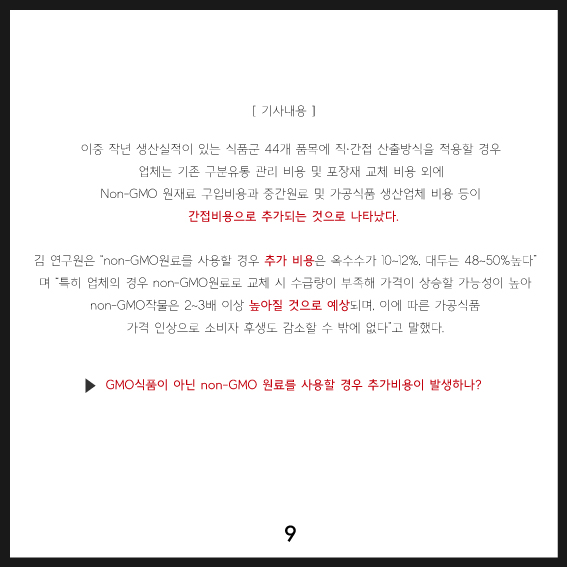 [ 기사내용 ]
이중 작년 생산실적이 있는 식품군 44개 품목에 직·간접 산출방식을 적용할 경우
업체는 기존 구분유통 관리 비용 및 포장재 교체 비용 외에
Non-GMO 원재료 구입비용과 중간원료 및 가공식품 생산업체 비용 등이
간접비용으로 추가되는 것으로 나타났다.
김 연구원은 "non-GMO원료를 사용할 경우 추가 비용은 옥수수가 10~12%, 대두는 48~50%높다"
며 "특히 업체의 경우 non-GMO원료로 교체 시 수급량이 부족해 가격이 상승할 가능성이 높아
non-GMO작물은 2~3배 이상 높아질 것으로 예상되며, 이에 따른 가공식품
가격 인상으로 소비자 후생도 감소할 수 밖에 없다"고 말했다.
▶ GMO식품이 아닌 non-GMO 원료를 사용할 경우 추가비용이 발생하나?
9